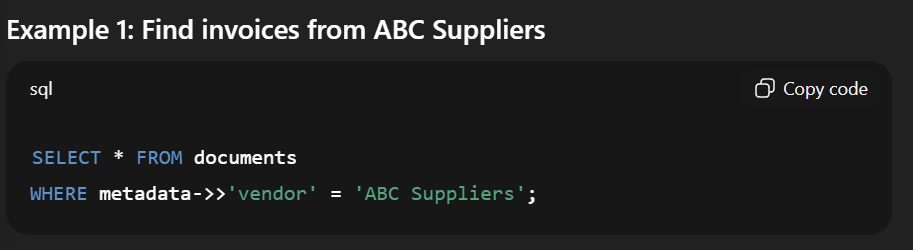 Example 1: Find invoices from ABC Suppliers
sql
Copy code
SELECT * FROM documents
WHERE metadata->>'vendor' = 'ABC Suppliers';